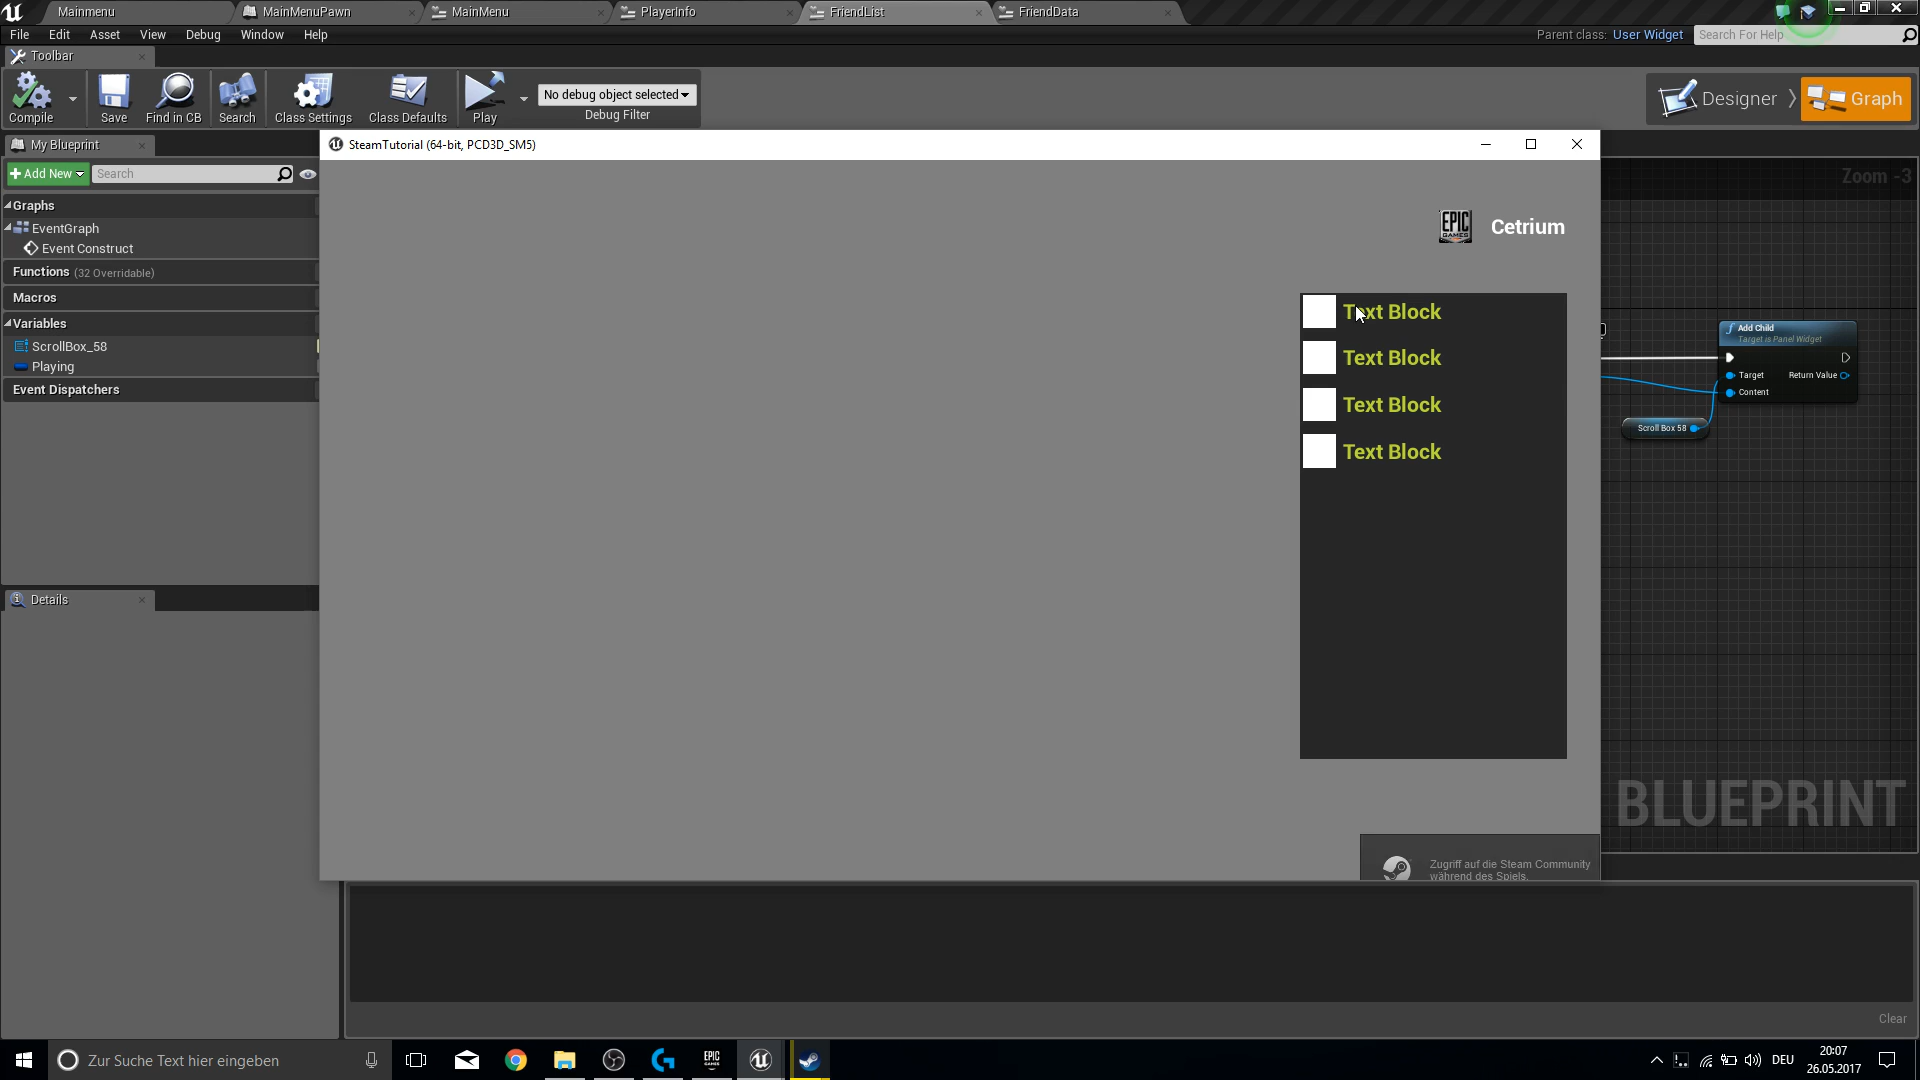 Mainmenu
MainMenuPawn
MainMenu
PlayerInfo
FriendList
FriendData
File Edit Asset View Debug Window Help
Parent class: User Widget
Search For Help
Toolbar
Compile
Save
Find in CB
Search
Class Settings
Class Defaults
Play
No debug object selected
Debug Filter
Designer
Graph
My Blueprint
SteamTutorial (64-bit, PCD3D_SM5)
Add New
Search
Zoom -3
Graphs
EventGraph
Event Construct
Functions (32 Overridable)
Macros
Variables
ScrollBox_58
Playing
Event Dispatchers
EPIC
GAMES
Cetrium
Text Block
Text Block
Text Block
Text Block
Add Child
Target is Panel Widget
Target
Return Value
Content
Scroll Box 58
Details
BLUEPRINT
Zugriff auf die Steam Community
während des Spiels.
Clear
Zur Suche Text hier eingeben
EPIC
GAMES
DEU
20:07
26.05.2017